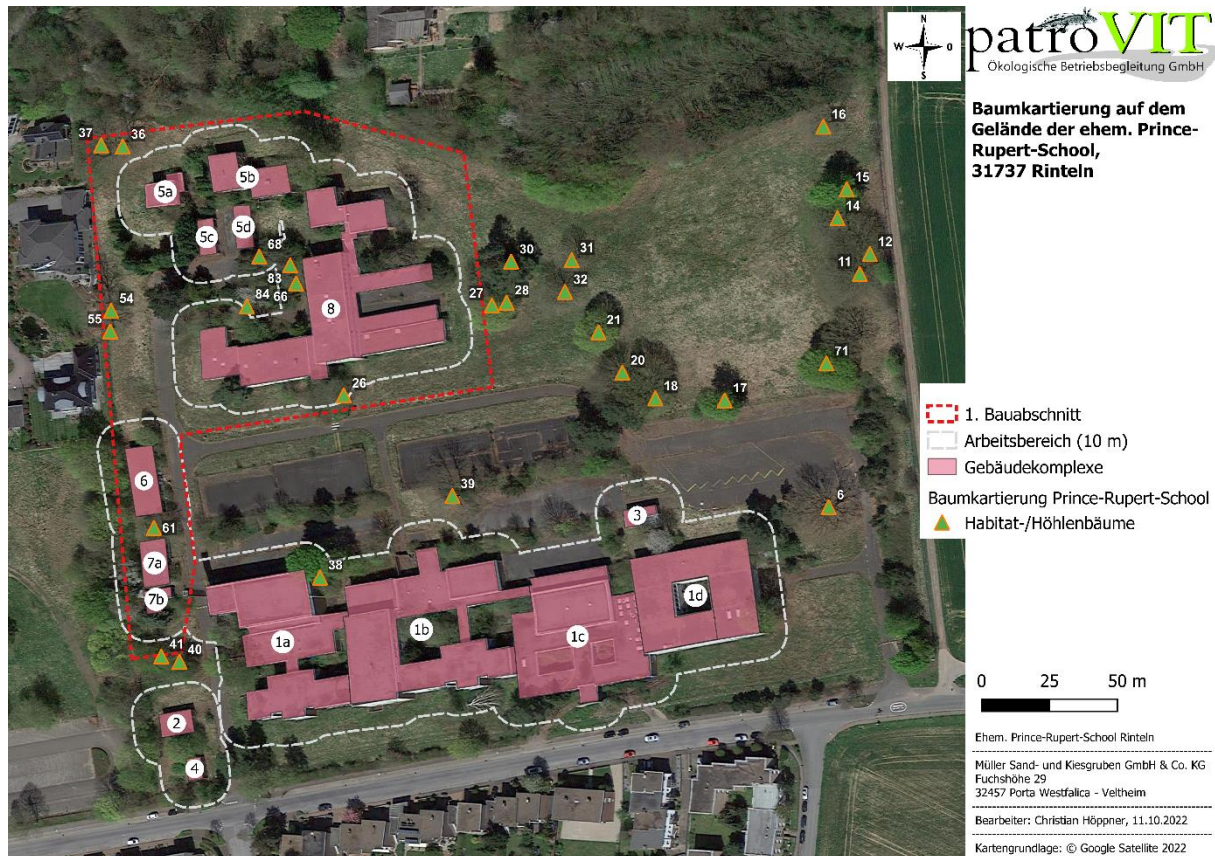 N
W O
S
patroVIT
Ökologische Betriebsbegleitung GmbH
Baumkartierung auf dem
Gelände der ehem. Prince-
Rupert-School,
31737 Rinteln
37 36
16
5a 5b
15
5c 5d
14
68
12
30 31
11
83
32
66
54
84 8 27 28
55
21
71
20
18 17
26
1. Bauabschnitt
Arbeitsbereich (10 m)
Gebäudekomplexe
Baumkartierung Prince-Rupert-School
Habitat-/Höhlenbäume
6
39
6
3
61
7a
38
7b
1d
1a 1b 1c
41 40
2
4
0 25 50 m
Ehem. Prince-Rupert-School Rinteln
Müller Sand- und Kiesgruben GmbH & Co. KG
Fuchshöhe 29
32457 Porta Westfalica - Veltheim
Bearbeiter: Christian Höppner, 11.10.2022
Kartengrundlage: © Google Satellite 2022